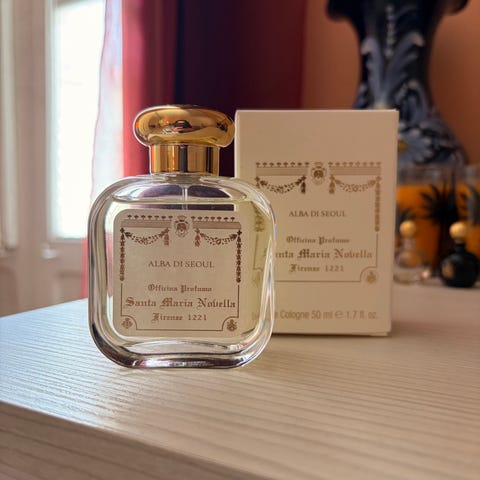 ALBA DI SEOUL
Officina Profumo
Santa Maria Novella
Firenze 1221
ALBA DI SEOUL
Officina Profumo
Santa Maria Novella
Firenze 1221
Cologne 50 ml ℮ 1.7 fl. oz.